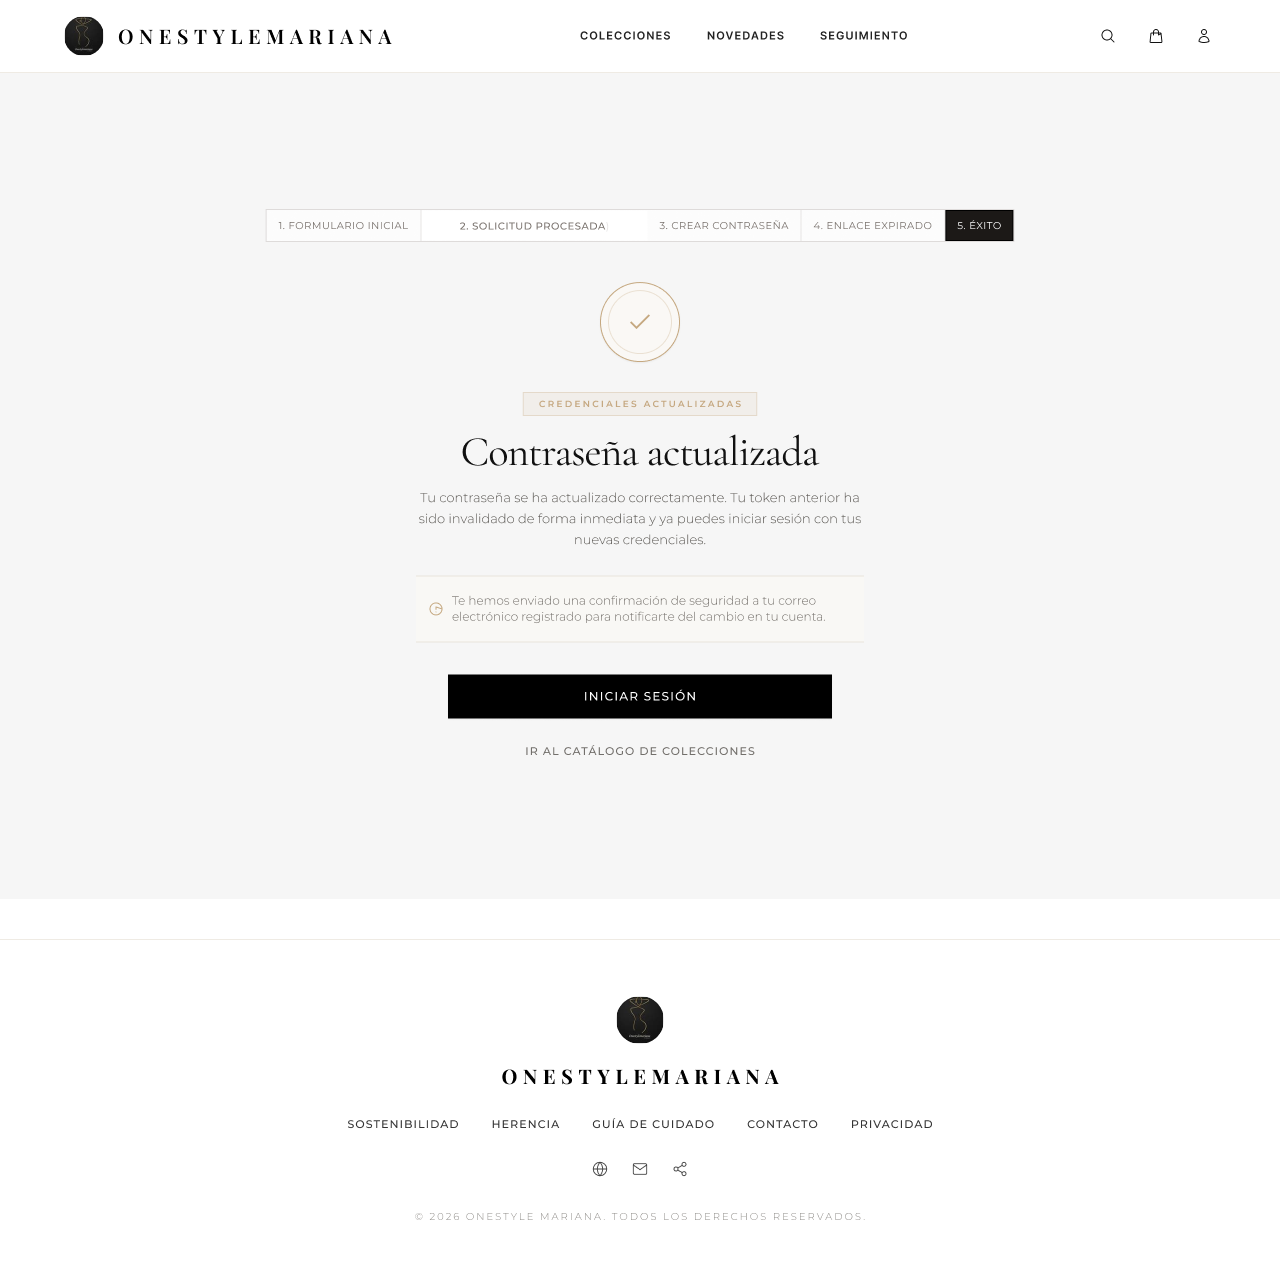 ONESTYLEMARIANA
COLECCIONES NOVEDADES SEGUIMIENTO
1. FORMULARIO INICIAL 2. SOLICITUD PROCESADA 3. CREAR CONTRASEÑA 4. ENLACE EXPIRADO 5. ÉXITO
CREDENCIALES ACTUALIZADAS
Contraseña actualizada
Tu contraseña se ha actualizado correctamente. Tu token anterior ha
sido invalidado de forma inmediata y ya puedes iniciar sesión con tus
nuevas credenciales.
Te hemos enviado una confirmación de seguridad a tu correo
electrónico registrado para notificarte del cambio en tu cuenta.
INICIAR SESIÓN
IR AL CATÁLOGO DE COLECCIONES
ONESTYLEMARIANA
SOSTENIBILIDAD HERENCIA GUÍA DE CUIDADO CONTACTO PRIVACIDAD
© 2026 ONESTYLE MARIANA. TODOS LOS DERECHOS RESERVADOS.